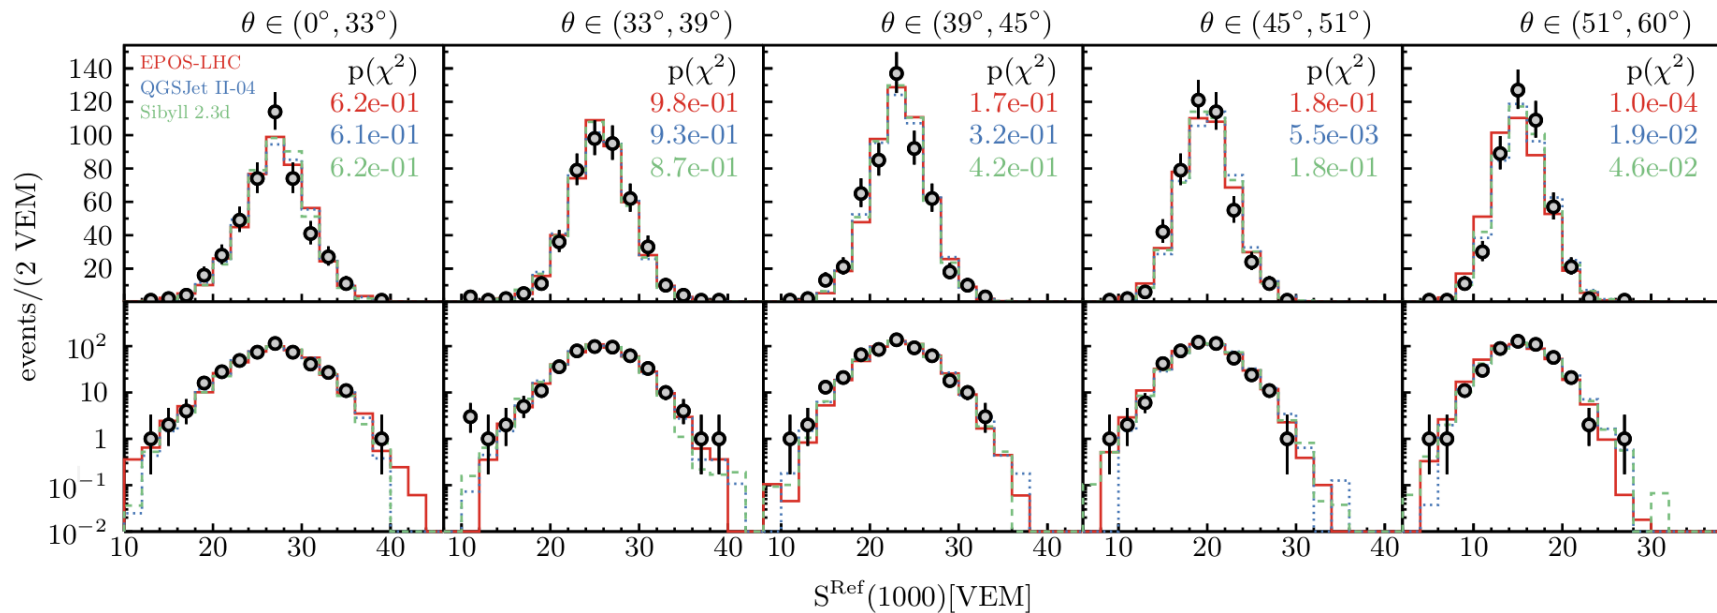 θ ∈ (0°, 33°) θ ∈ (33°, 39°) θ ∈ (39°, 45°) θ ∈ (45°, 51°) θ ∈ (51°, 60°)
EPOS-LHC
QGSJet II-04
Sibyll 2.3d
p(χ²) p(χ²) p(χ²) p(χ²) p(χ²)
6.2e-01 9.8e-01 1.7e-01 1.8e-01 1.0e-04
6.1e-01 9.3e-01 3.2e-01 5.5e-03 1.9e-02
6.2e-01 8.7e-01 4.2e-01 1.8e-01 4.6e-02
140
120
100
80
60
40
20
10²
10
1
10⁻¹
10⁻²
events/(2 VEM)
10 20 30 10 20 30 40 10 20 30 40 10 20 30 40 10 20 30
S^Ref(1000)[VEM]